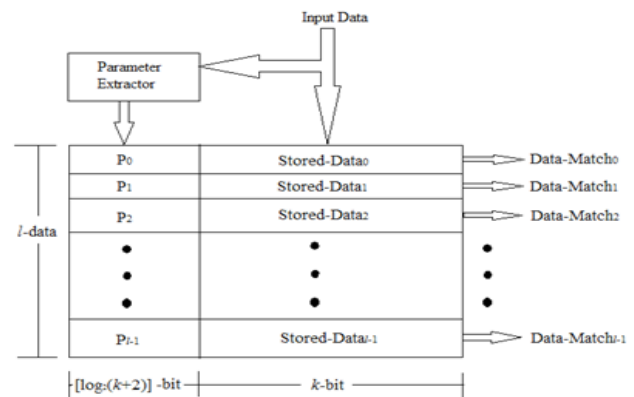 Input Data
Parameter
Extractor
P0 Stored-Data0 Data-Match0
P1 Stored-Data1 Data-Match1
l-data P2 Stored-Data2 Data-Match2
Pl-1 Stored-Datal-1 Data-Matchl-1
[log2(k+2)] -bit k-bit